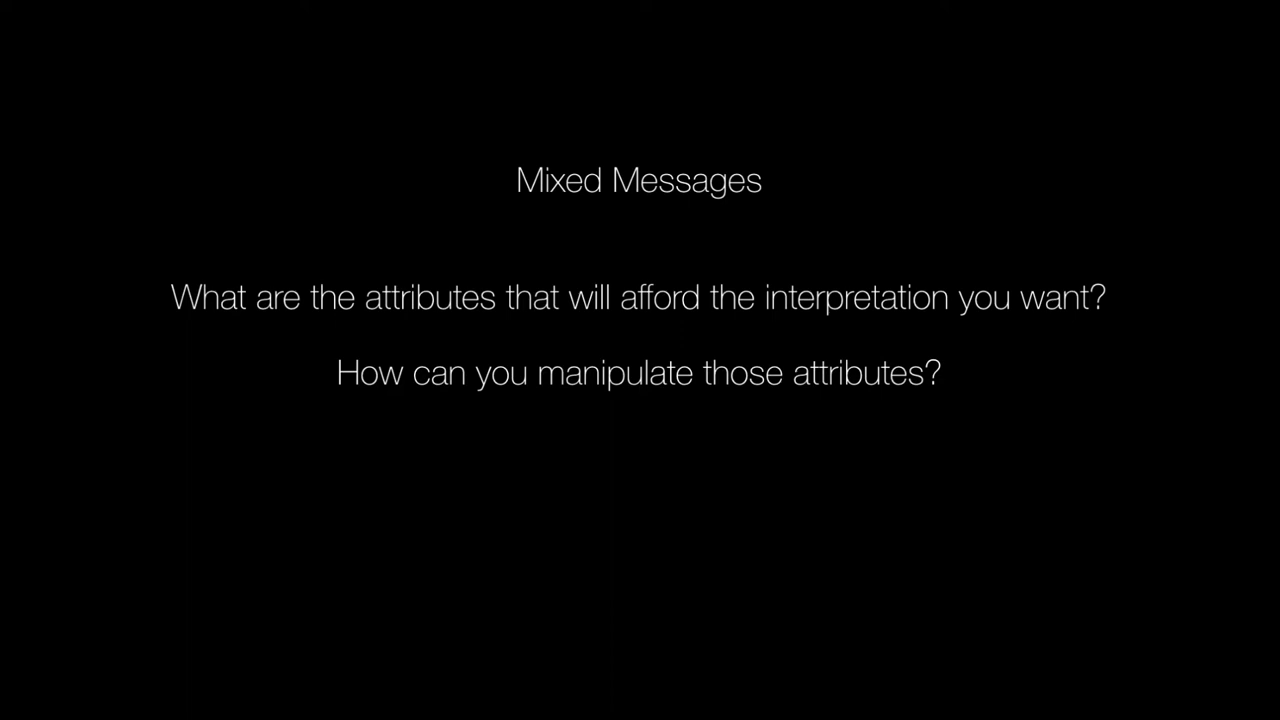 Mixed Messages
What are the attributes that will afford the interpretation you want?
How can you manipulate those attributes?